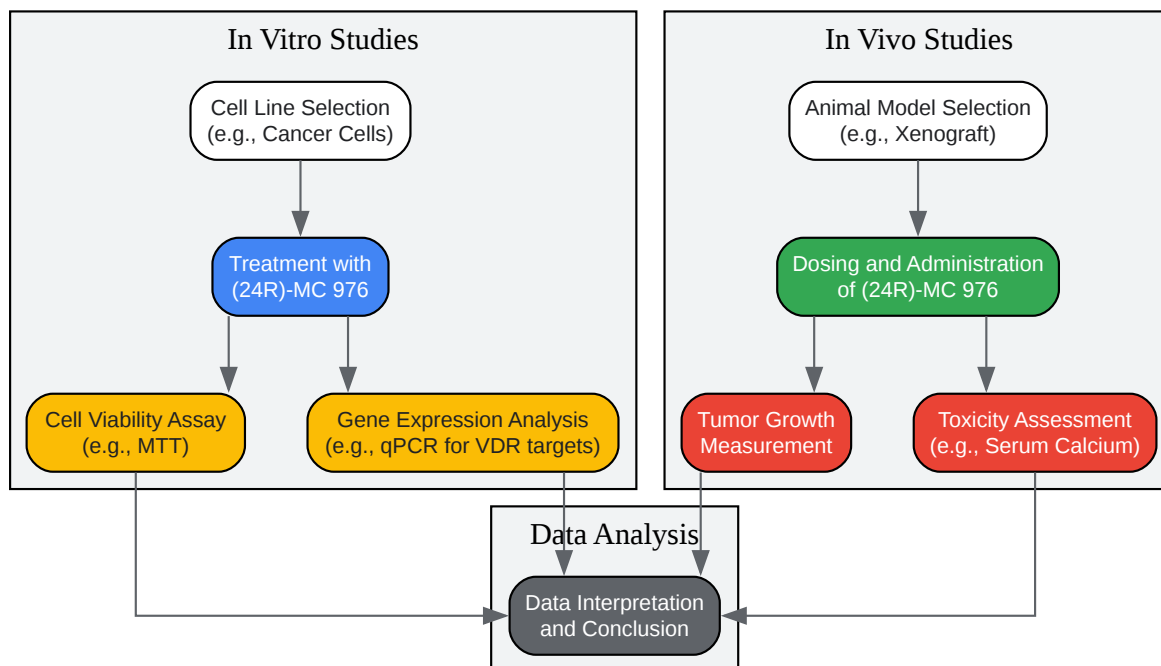 In Vitro Studies
Cell Line Selection
(e.g., Cancer Cells)
Treatment with
(24R)-MC 976
Cell Viability Assay
(e.g., MTT)
Gene Expression Analysis
(e.g., qPCR for VDR targets)
In Vivo Studies
Animal Model Selection
(e.g., Xenograft)
Dosing and Administration
of (24R)-MC 976
Tumor Growth
Measurement
Toxicity Assessment
(e.g., Serum Calcium)
Data Analysis
Data Interpretation
and Conclusion